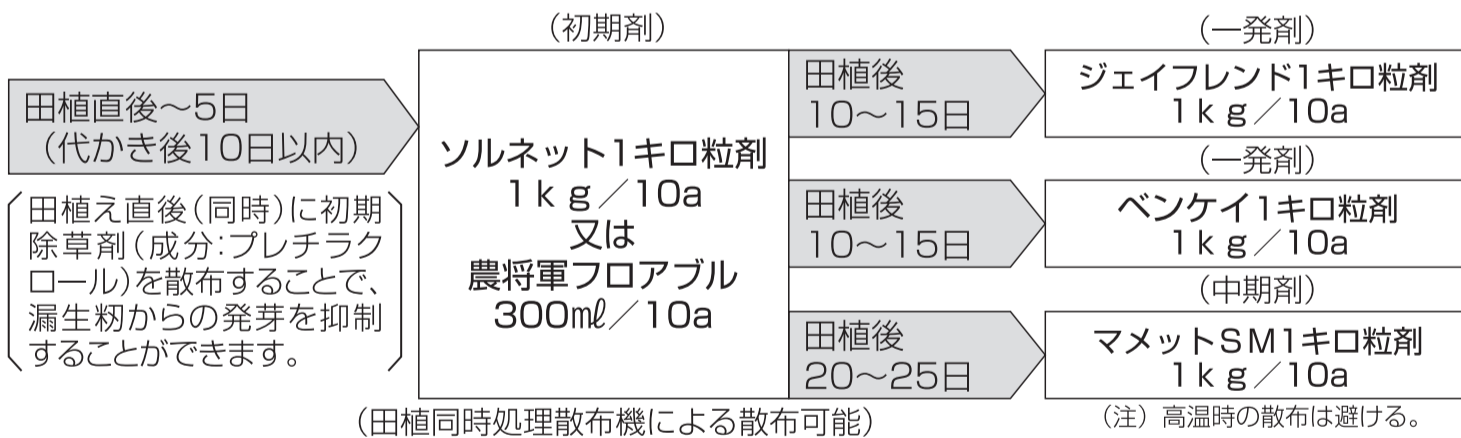 田植直後～5日
（代かき後10日以内）
田植え直後（同時）に初期
除草剤（成分：プレチラク
ロール）を散布することで、
漏生籾からの発芽を抑制
することができます。
（初期剤）
ソルネット1キロ粒剤
1kg／10a
又は
農将軍フロアブル
300㎖／10a
（田植同時処理散布機による散布可能）
田植後
10～15日
（一発剤）
ジェイフレンド1キロ粒剤
1kg／10a
田植後
10～15日
（一発剤）
ベンケイ1キロ粒剤
1kg／10a
田植後
20～25日
（中期剤）
マメットSM1キロ粒剤
1kg／10a
（注）高温時の散布は避ける。